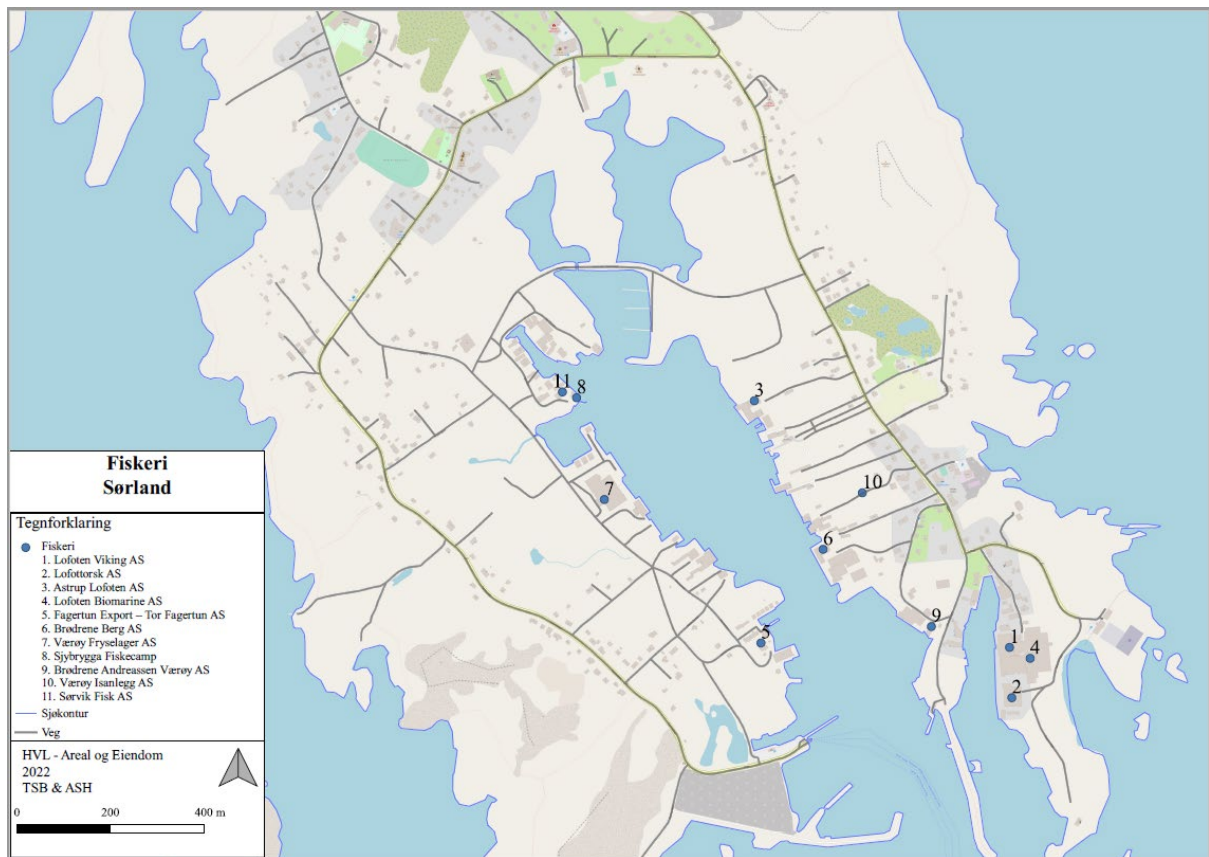 11
8
3
7
10
6
9
5
1
4
2
Fiskeri
Sørland
Tegnforklaring
Fiskeri
1. Lofoten Viking AS
2. Lofottorsk AS
3. Astrup Lofoten AS
4. Lofoten Biomarine AS
5. Fagertun Export – Tor Fagertun AS
6. Brødrene Berg AS
7. Værøy Fryselager AS
8. Sjybrygga Fiskecamp
9. Brødrene Andreassen Værøy AS
10. Værøy Isanlegg AS
11. Sørvik Fisk AS
Sjøkontur
Veg
HVL - Areal og Eiendom
2022
TSB & ASH
0 200 400 m